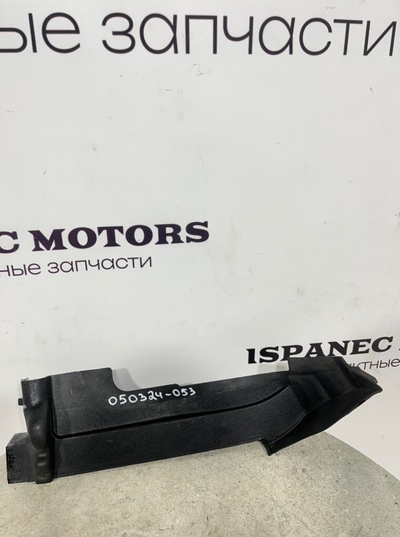 ые запчасти
C MOTORS
ные запчасти
ISPANEC
ктные
050324-053